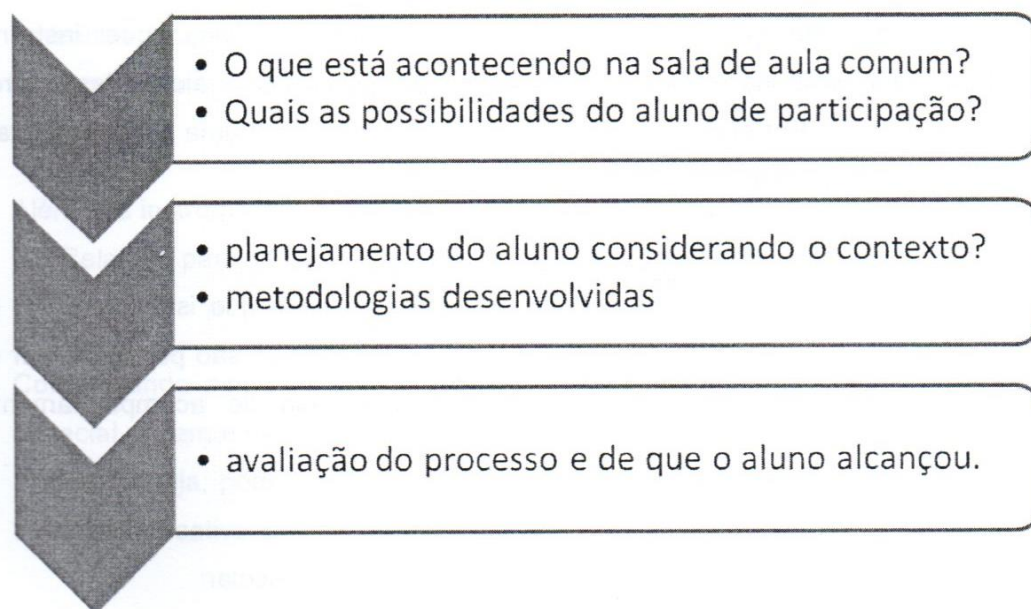 • O que está acontecendo na sala de aula comum?
• Quais as possibilidades do aluno de participação?
• planejamento do aluno considerando o contexto?
• metodologias desenvolvidas
• avaliação do processo e de que o aluno alcançou.